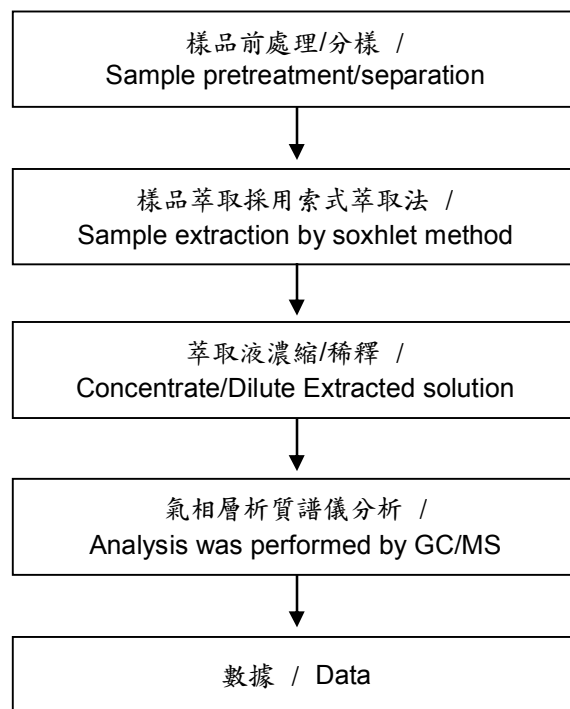 樣品前處理/分樣 /
Sample pretreatment/separation
樣品萃取採用索式萃取法 /
Sample extraction by soxhlet method
萃取液濃縮/稀釋 /
Concentrate/Dilute Extracted solution
氣相層析質譜儀分析 /
Analysis was performed by GC/MS
數據 / Data